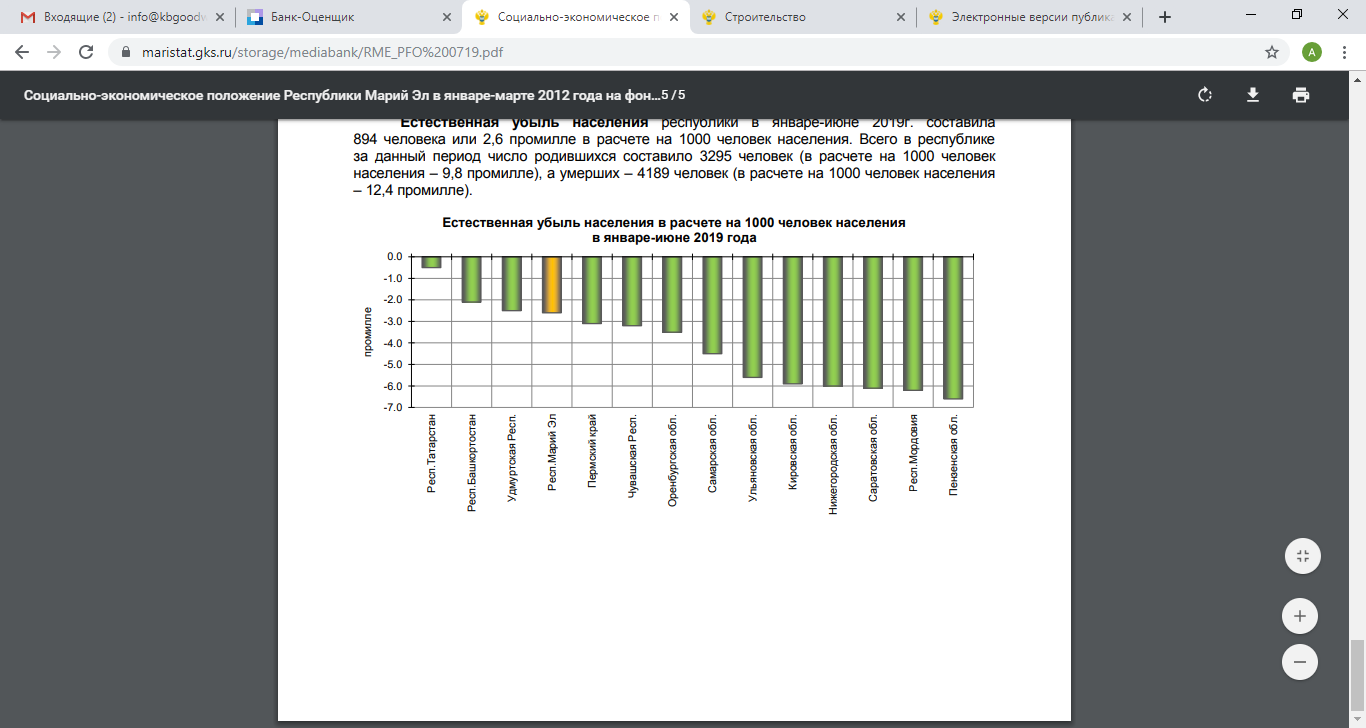 Входящие (2) - info@kbgoodw
Банк-Оценщик
Социально-экономическое п
Строительство
Электронные версии публика
maristat.gks.ru/storage/mediabank/RME_PFO%200719.pdf
A
Социально-экономическое положение Республики Марий Эл в январе-марте 2012 года на фон... 5 / 5
Естественная убыль населения республики в январе-июне 2019г. составила
894 человека или 2,6 промилле в расчете на 1000 человек населения. Всего в республике
за данный период число родившихся составило 3295 человек (в расчете на 1000 человек
населения – 9,8 промилле), а умерших – 4189 человек (в расчете на 1000 человек населения
– 12,4 промилле).
Естественная убыль населения в расчете на 1000 человек населения
в январе-июне 2019 года
0.0
-1.0
-2.0
-3.0
-4.0
-5.0
-6.0
-7.0
промилле
Респ.Татарстан
Респ.Башкортостан
Удмуртская Респ.
Респ.Марий Эл
Пермский край
Чувашская Респ.
Оренбургская обл.
Самарская обл.
Ульяновская обл.
Кировская обл.
Нижегородская обл.
Саратовская обл.
Респ.Мордовия
Пензенская обл.